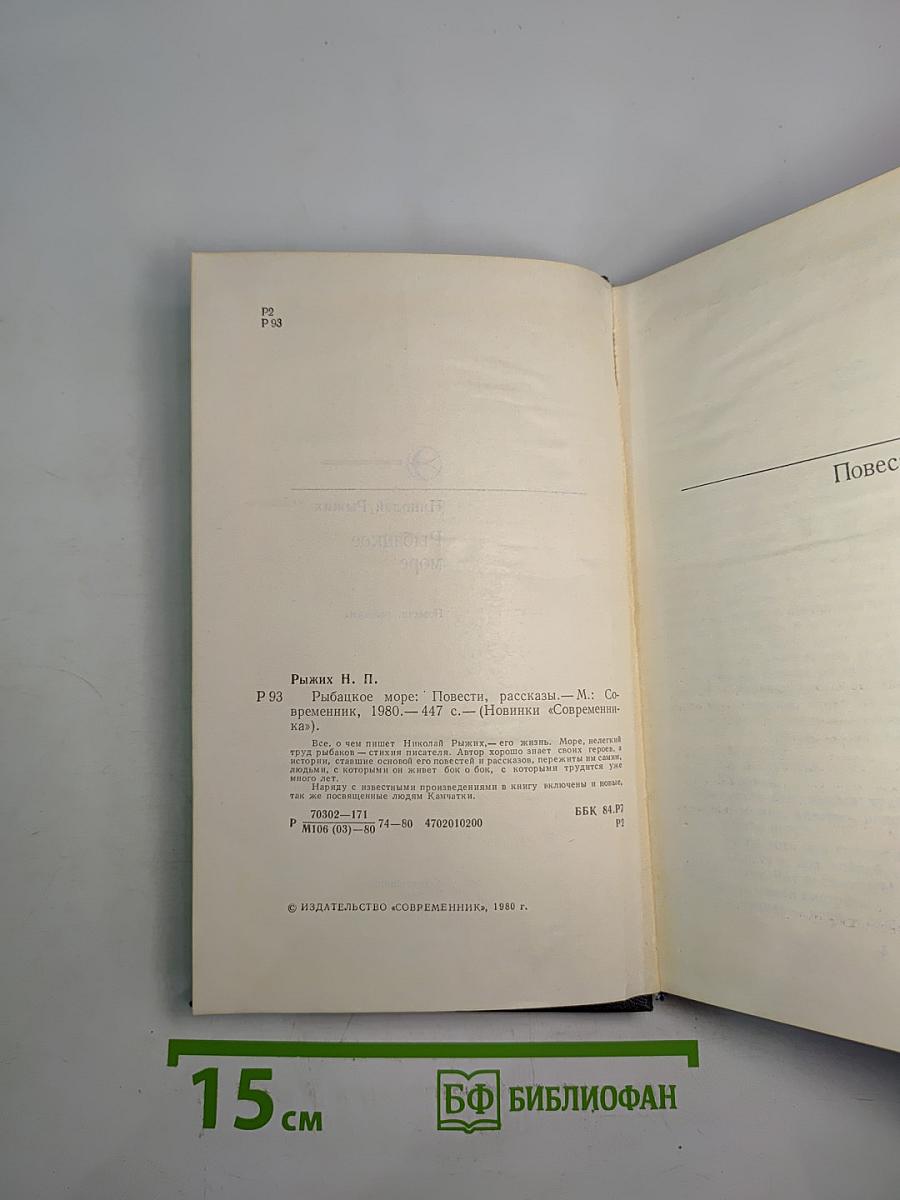 Р2
Р 93
Рыжих Н. П.
Р 93 Рыбацкое море: Повести, рассказы.— М.: Со-
временник, 1980.— 447 с.— (Новинки «Современни-
ка»).
Все, о чем пишет Николай Рыжих,— его жизнь. Море, нелегкий
труд рыбаков — стихия писателя. Автор хорошо знает своих героев, а
истории, ставшие основой его повестей и рассказов, пережиты им самим,
людьми, с которыми он живет бок о бок, с которыми трудится уже
много лет.
Наряду с известными произведениями в книгу включены и новые,
так же посвященные людям Камчатки.
Р 70302—171 74—80 4702010200 ББК 84.Р7
М106 (03)—80 Р2
© ИЗДАТЕЛЬСТВО «СОВРЕМЕННИК», 1980 г.
Повес
15 см БФ БИБЛИОФАН